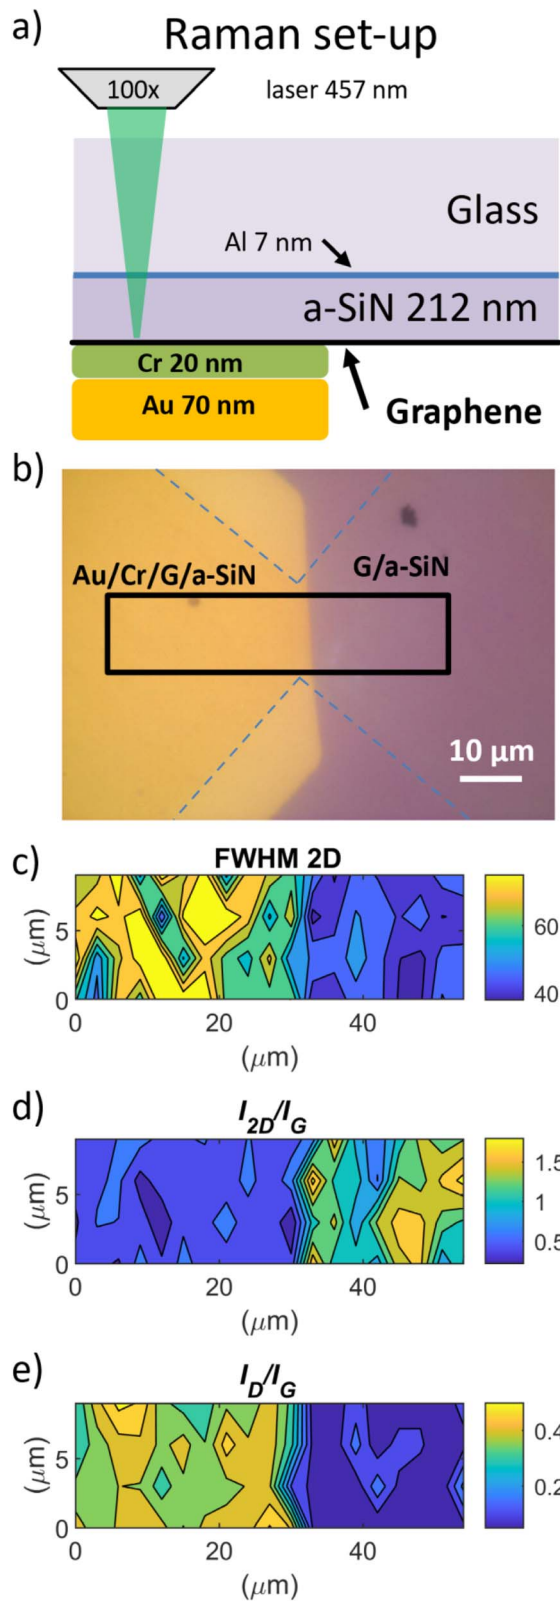 a)
Raman set-up
100x
laser 457 nm
Glass
Al 7 nm
a-SiN 212 nm
Cr 20 nm
Au 70 nm
Graphene
b)
Au/Cr/G/a-SiN
G/a-SiN
10 µm
c)
FWHM 2D
(µm)
5
0
0 20 40
(µm)
60
40
d)
I2D/IG
(µm)
5
0
0 20 40
(µm)
1.5
1
0.5
e)
ID/IG
(µm)
5
0
0 20 40
(µm)
0.4
0.2